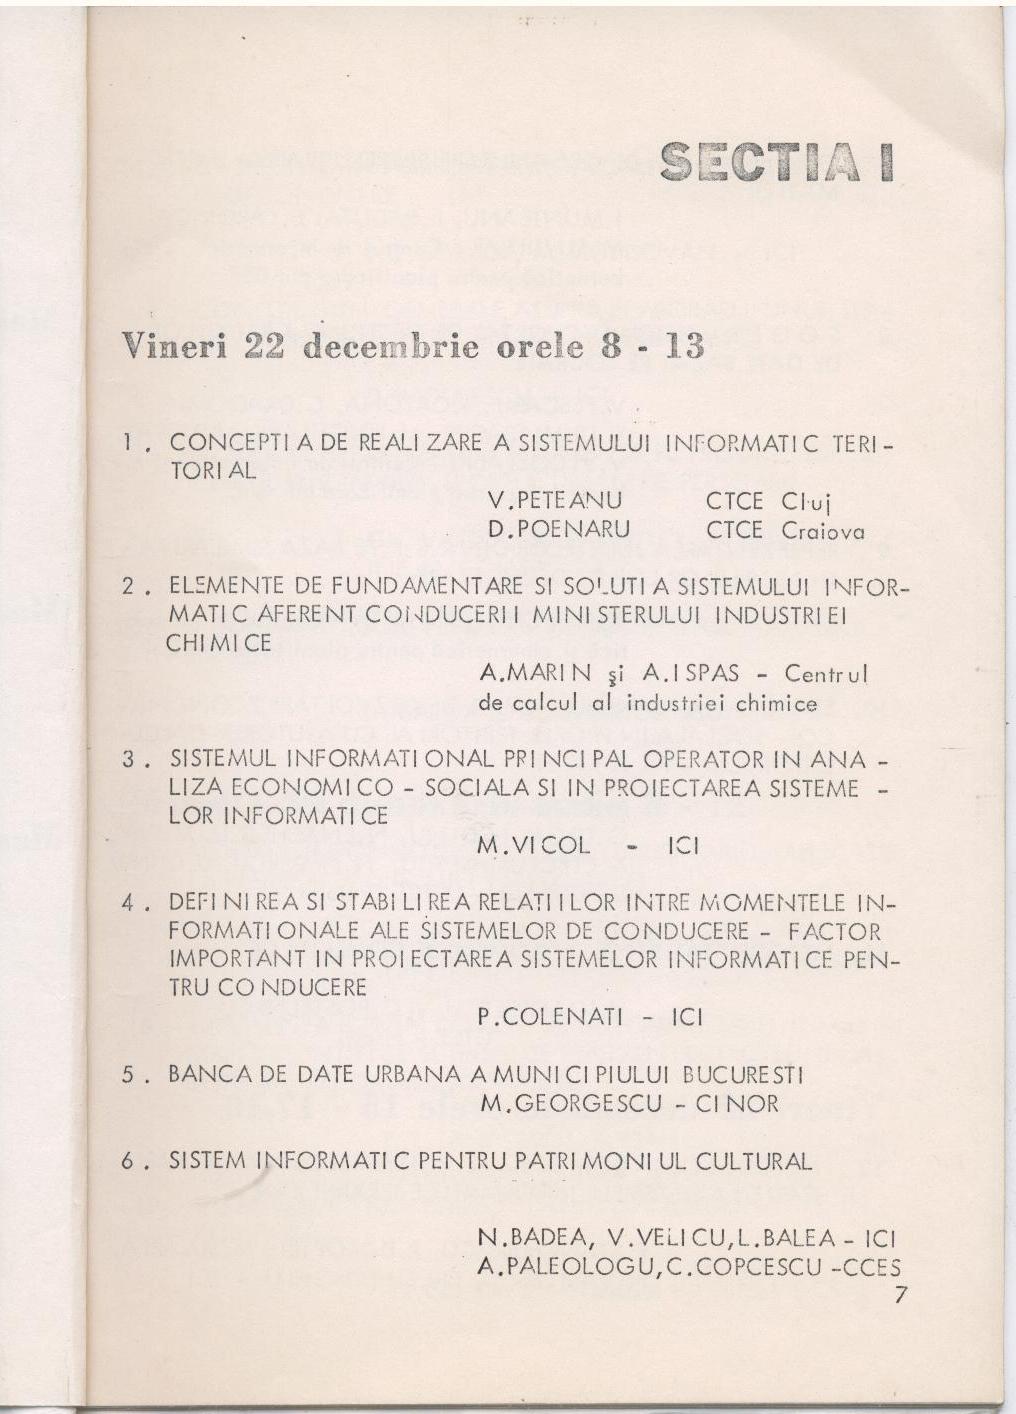 SECTIA I
Vineri 22 decembrie orele 8 - 13
1. CONCEPTIA DE REALIZARE A SISTEMULUI INFORMATIC TERI-
TORIAL
V.PETEANU CTCE Cluj
D.POENARU CTCE Craiova
2. ELEMENTE DE FUNDAMENTARE SI SOLUTIA SISTEMULUI INFOR-
MATIC AFERENT CONDUCERII MINISTERULUI INDUSTRIEI
CHIMICE
A.MARIN şi A.ISPAS - Centrul
de calcul al industriei chimice
3. SISTEMUL INFORMATIONAL PRINCIPAL OPERATOR IN ANA-
LIZA ECONOMICO - SOCIALA SI IN PROIECTAREA SISTEME-
LOR INFORMATICE
M.VICOL - ICI
4. DEFINIREA SI STABILIREA RELATIILOR INTRE MOMENTELE IN-
FORMATIONALE ALE SISTEMELOR DE CONDUCERE - FACTOR
IMPORTANT IN PROIECTAREA SISTEMELOR INFORMATICE PEN-
TRU CONDUCERE
P.COLENATI - ICI
5. BANCA DE DATE URBANA A MUNICIPIULUI BUCURESTI
M.GEORGESCU - CINOR
6. SISTEM INFORMATIC PENTRU PATRIMONIUL CULTURAL
N.BADEA, V.VELICU, L.BALEA - ICI
A.PALEOLOGU, C.COPCESCU - CCES
7